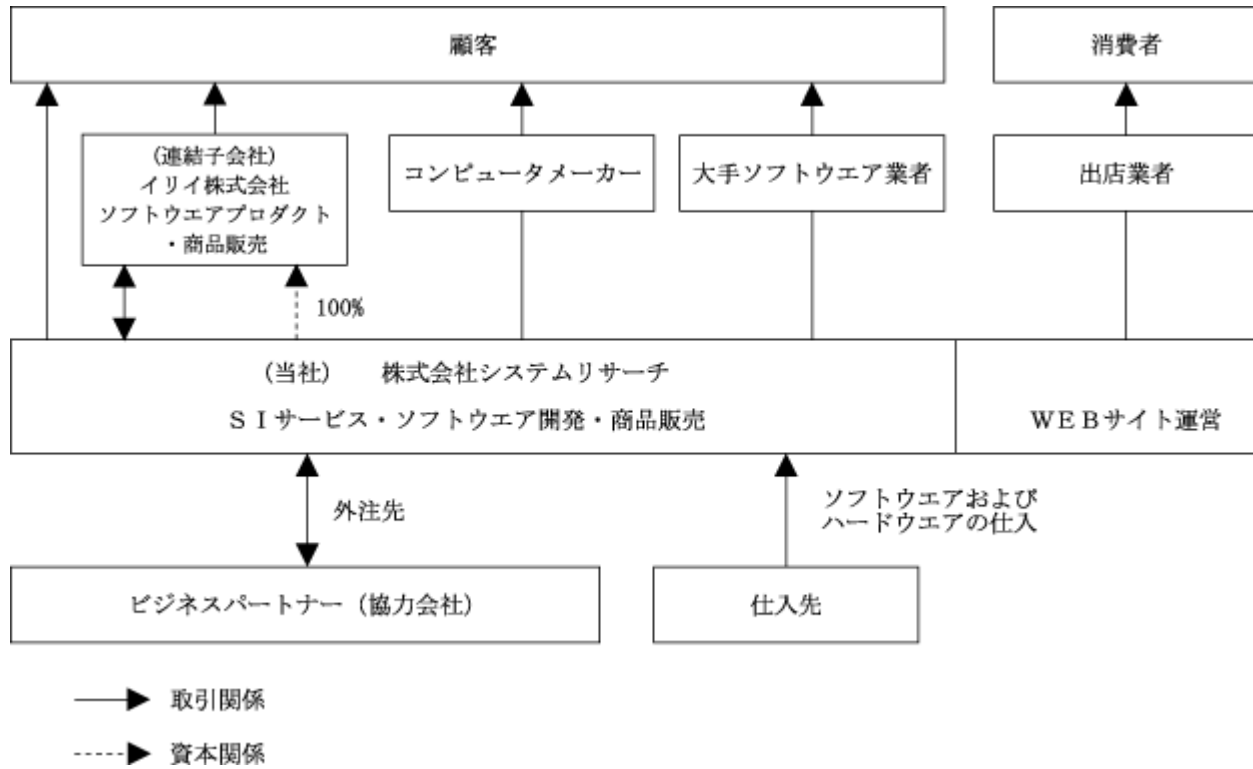 顧客
消費者
(連結子会社)
イリイ株式会社
ソフトウエアプロダクト
・商品販売
コンピュータメーカー
大手ソフトウエア業者
出店業者
100%
(当社) 株式会社システムリサーチ
SIサービス・ソフトウエア開発・商品販売
WEBサイト運営
外注先
ソフトウエアおよび
ハードウエアの仕入
ビジネスパートナー(協力会社)
仕入先
取引関係
資本関係